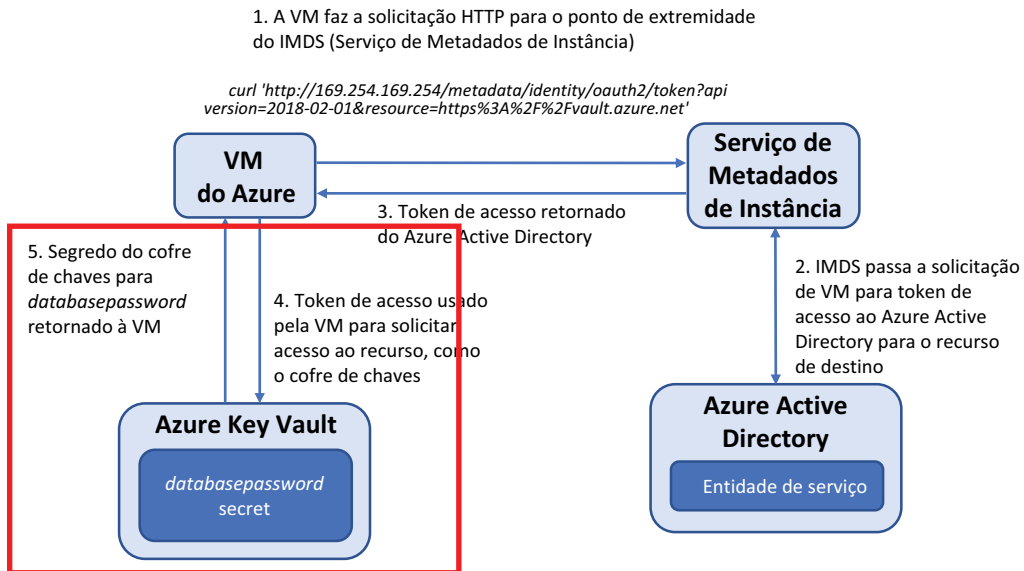 1. A VM faz a solicitação HTTP para o ponto de extremidade
do IMDS (Serviço de Metadados de Instância)
curl 'http://169.254.169.254/metadata/identity/oauth2/token?api
version=2018-02-01&resource=https%3A%2F%2Fvault.azure.net'
VM
do Azure
Serviço de
Metadados
de Instância
3. Token de acesso retornado
do Azure Active Directory
5. Segredo do cofre
de chaves para
databasepassword
retornado à VM
4. Token de acesso usado
pela VM para solicitar
acesso ao recurso, como
o cofre de chaves
2. IMDS passa a solicitação
de VM para token de
acesso ao Azure Active
Directory para o recurso
de destino
Azure Key Vault
databasepassword
secret
Azure Active
Directory
Entidade de serviço